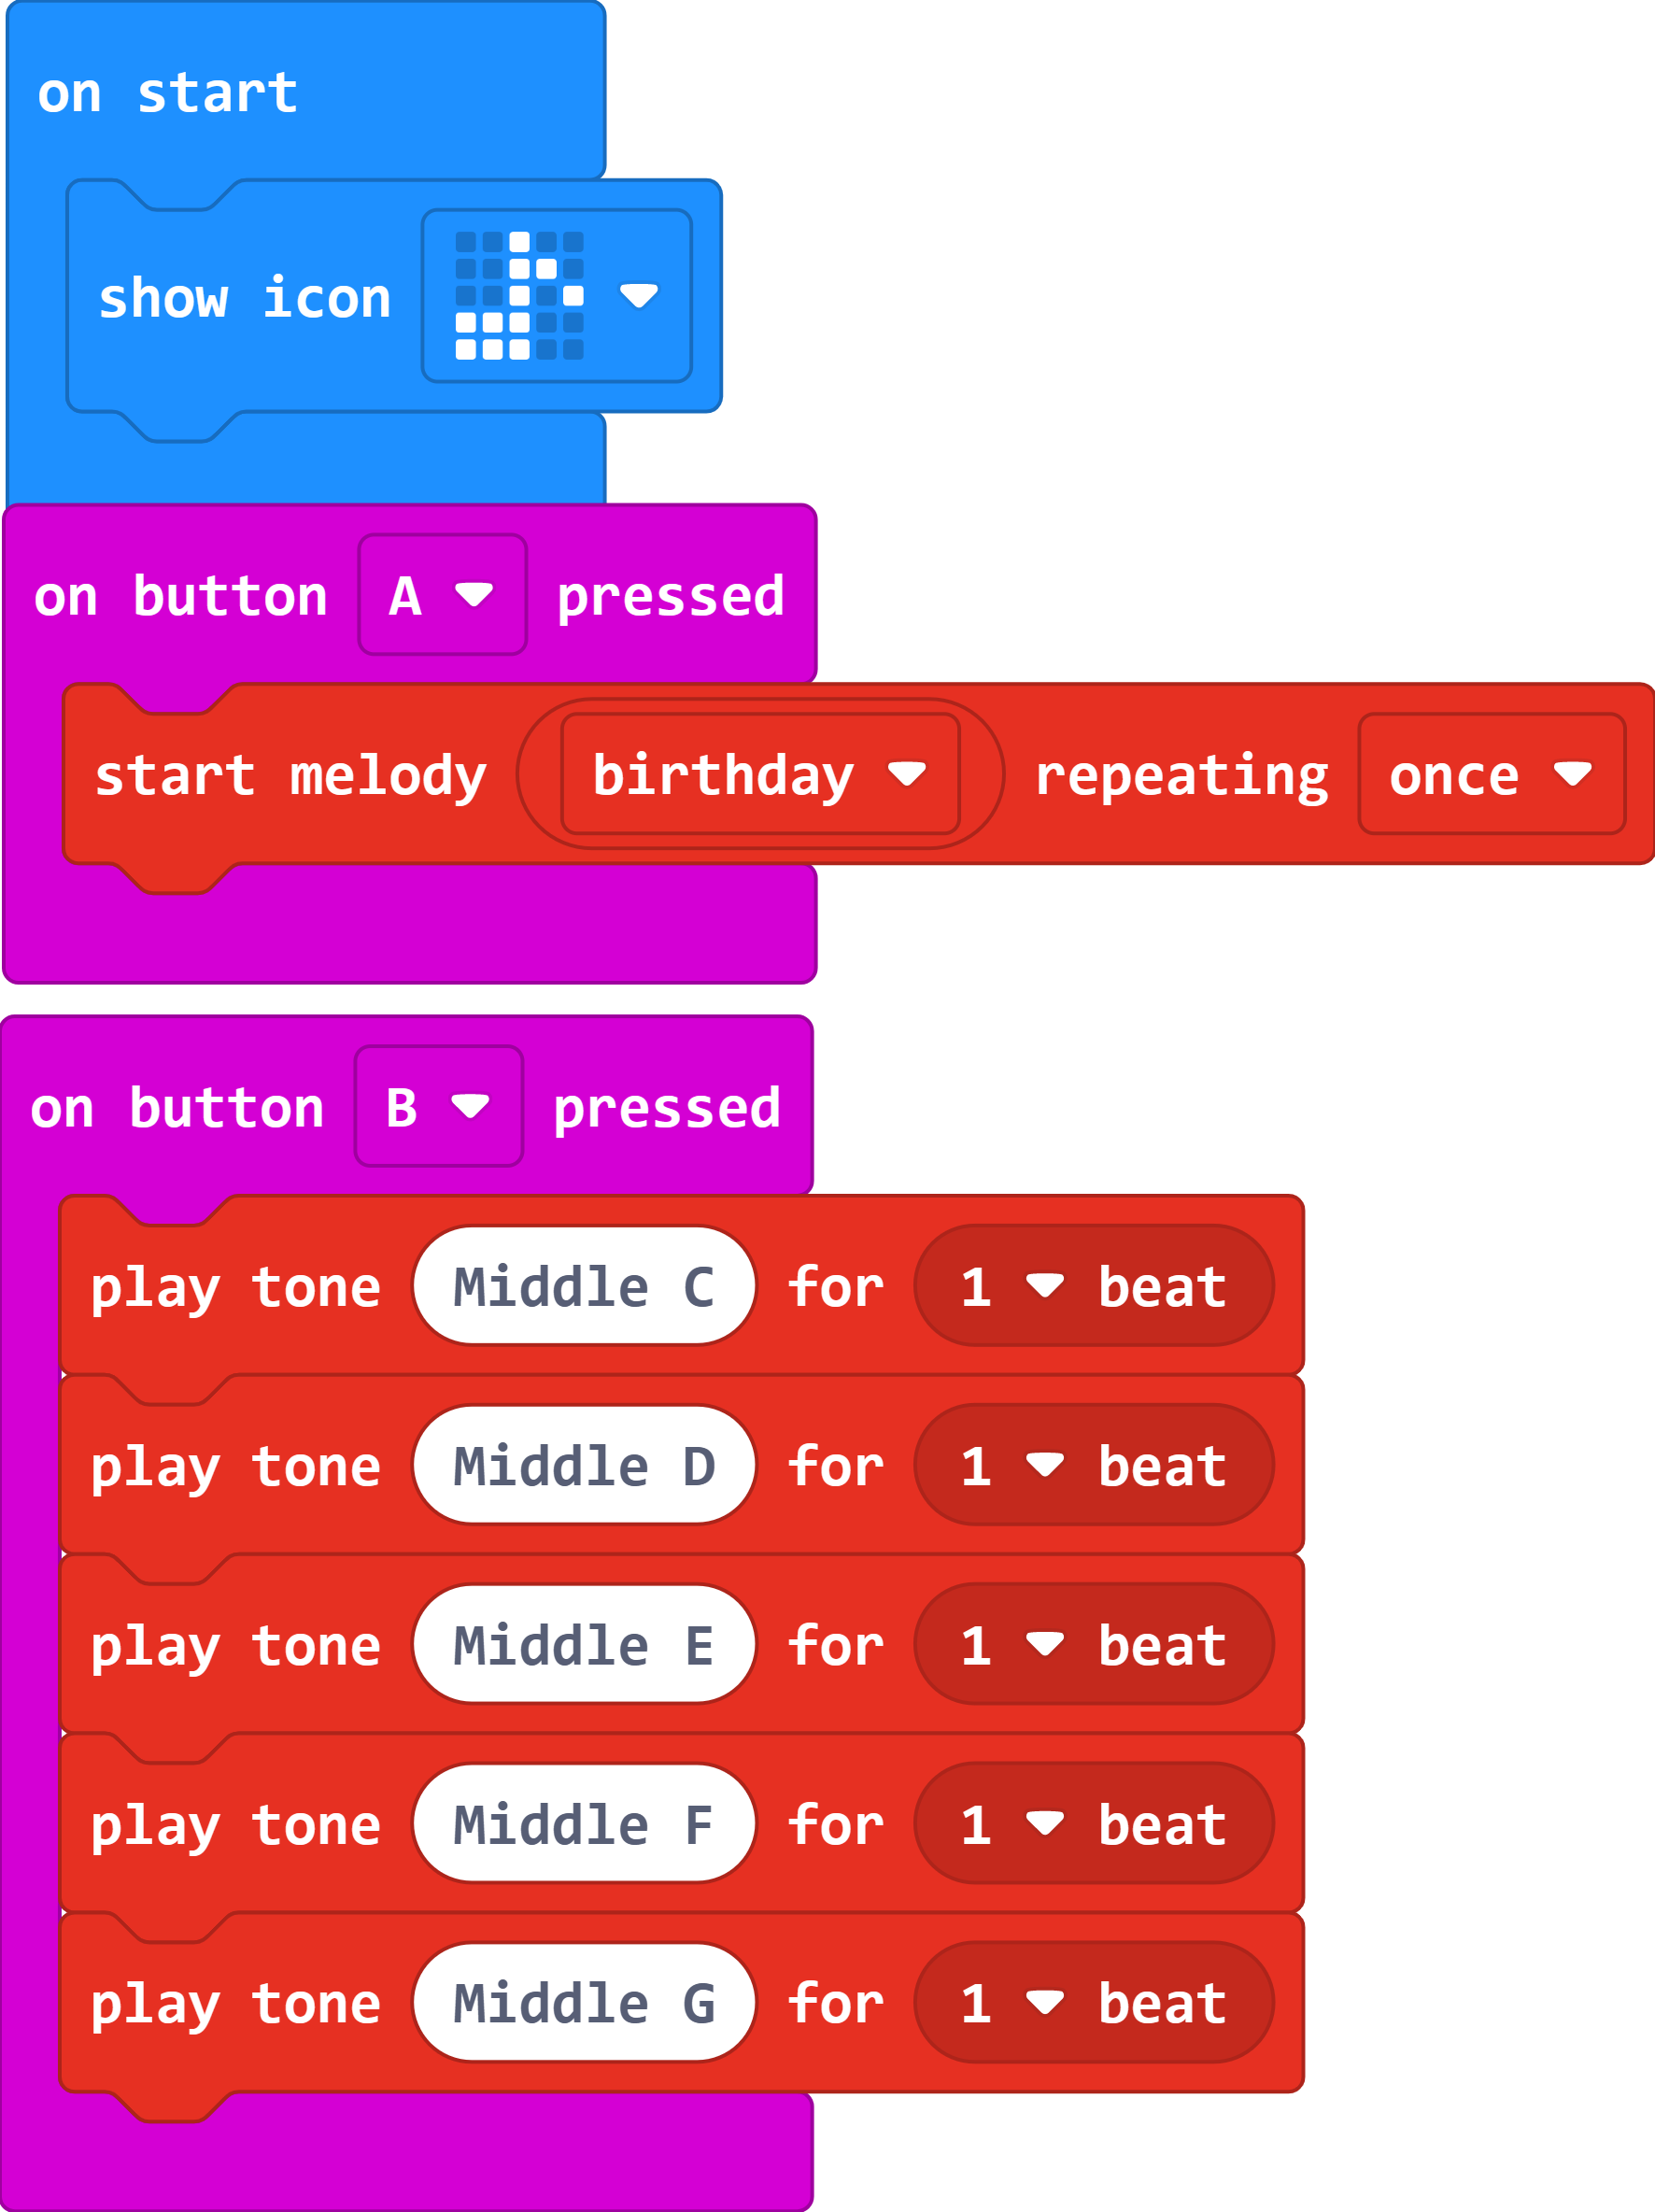 on start
show icon
on button A pressed
start melody birthday repeating once
on button B pressed
play tone Middle C for 1 beat
play tone Middle D for 1 beat
play tone Middle E for 1 beat
play tone Middle F for 1 beat
play tone Middle G for 1 beat